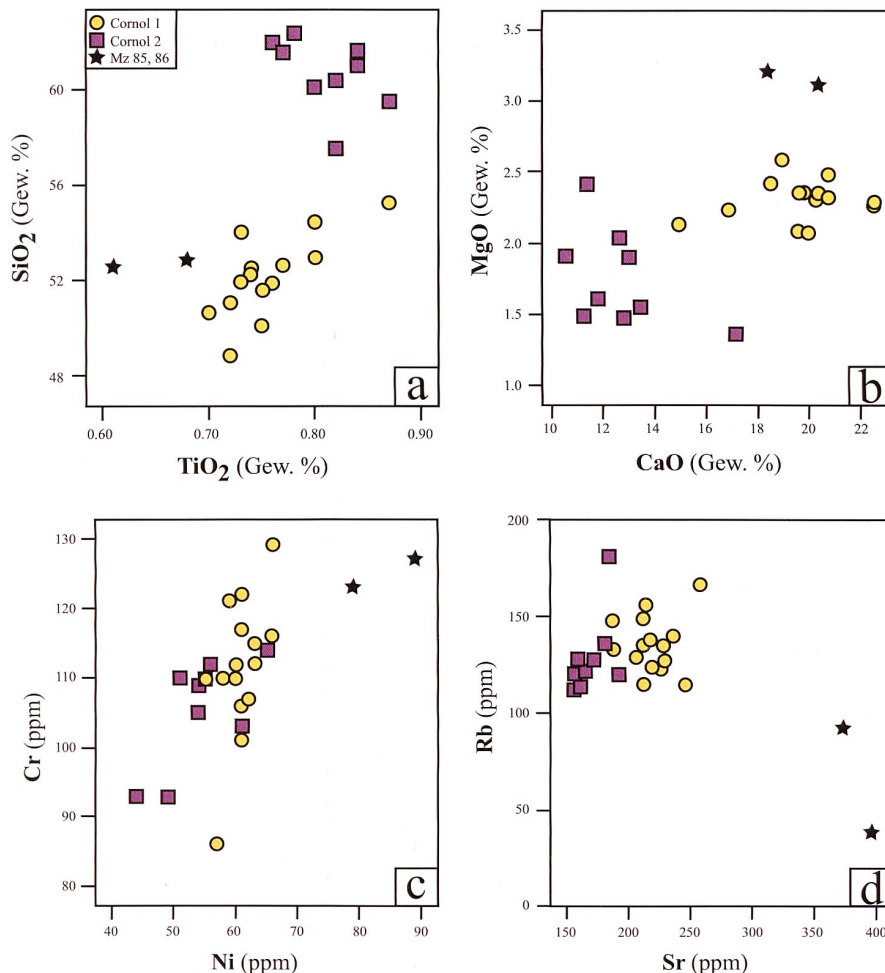 Cornol 1
Cornol 2
Mz 85, 86
SiO2 (Gew. %)
60
56
52
48
0.60 0.70 0.80 0.90
TiO2 (Gew. %)
a
MgO (Gew. %)
3.5
3.0
2.5
2.0
1.5
1.0
10 12 14 16 18 20 22
CaO (Gew. %)
b
Cr (ppm)
130
120
110
100
90
80
40 50 60 70 80 90
Ni (ppm)
c
Rb (ppm)
200
150
100
50
0
150 200 250 300 350 400
Sr (ppm)
d